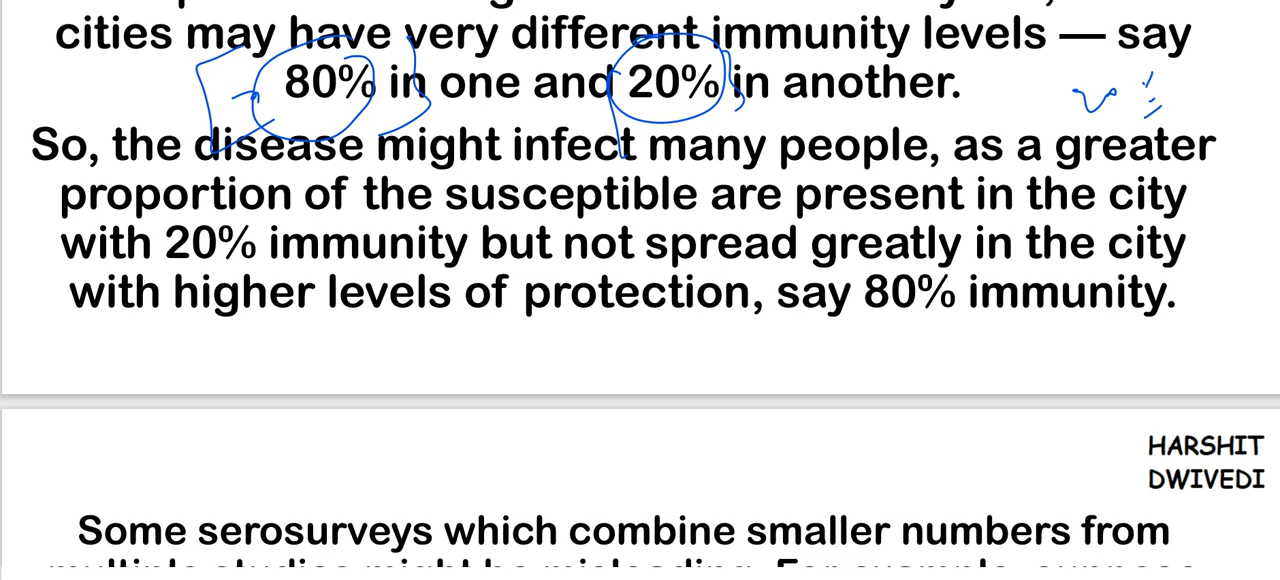 cities may have very different immunity levels — say
80% in one and 20% in another.
So, the disease might infect many people, as a greater
proportion of the susceptible are present in the city
with 20% immunity but not spread greatly in the city
with higher levels of protection, say 80% immunity.
HARSHIT
DWIVEDI
Some serosurveys which combine smaller numbers from